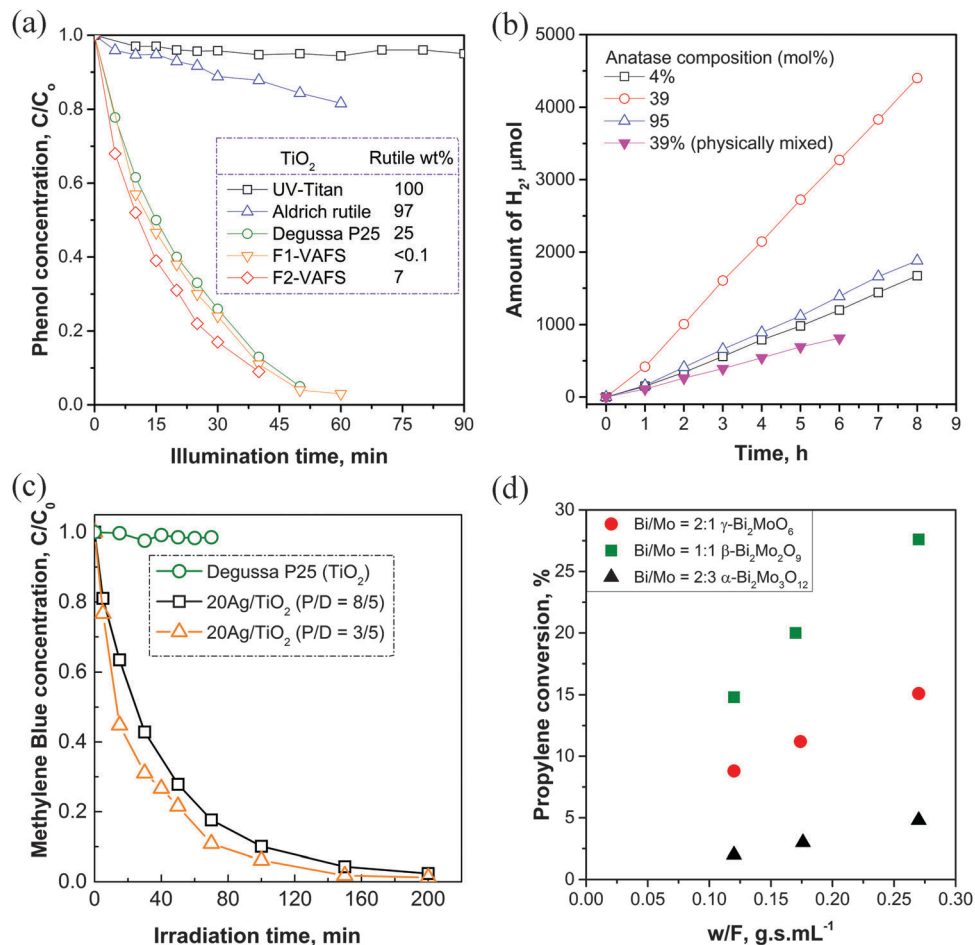 (a)
1.0
0.8
0.6
0.4
0.2
0.0
Phenol concentration, C/Cₒ
TiO₂ Rutile wt%
UV-Titan 100
Aldrich rutile 97
Degussa P25 25
F1-VAFS <0.1
F2-VAFS 7
0 15 30 45 60 75 90
Illumination time, min
(b)
5000
4000
3000
2000
1000
0
Amount of H₂, μmol
Anatase composition (mol%)
4%
39
95
39% (physically mixed)
0 1 2 3 4 5 6 7 8 9
Time, h
(c)
1.0
0.8
0.6
0.4
0.2
0.0
Methylene Blue concentration, C/C₀
Degussa P25 (TiO₂)
20Ag/TiO₂ (P/D = 8/5)
20Ag/TiO₂ (P/D = 3/5)
0 40 80 120 160 200
Irradiation time, min
(d)
30
25
20
15
10
5
0
Propylene conversion, %
Bi/Mo = 2:1 γ-Bi₂MoO₆
Bi/Mo = 1:1 β-Bi₂Mo₂O₉
Bi/Mo = 2:3 α-Bi₂Mo₃O₁₂
0.00 0.05 0.10 0.15 0.20 0.25 0.30
w/F, g.s.mL⁻¹